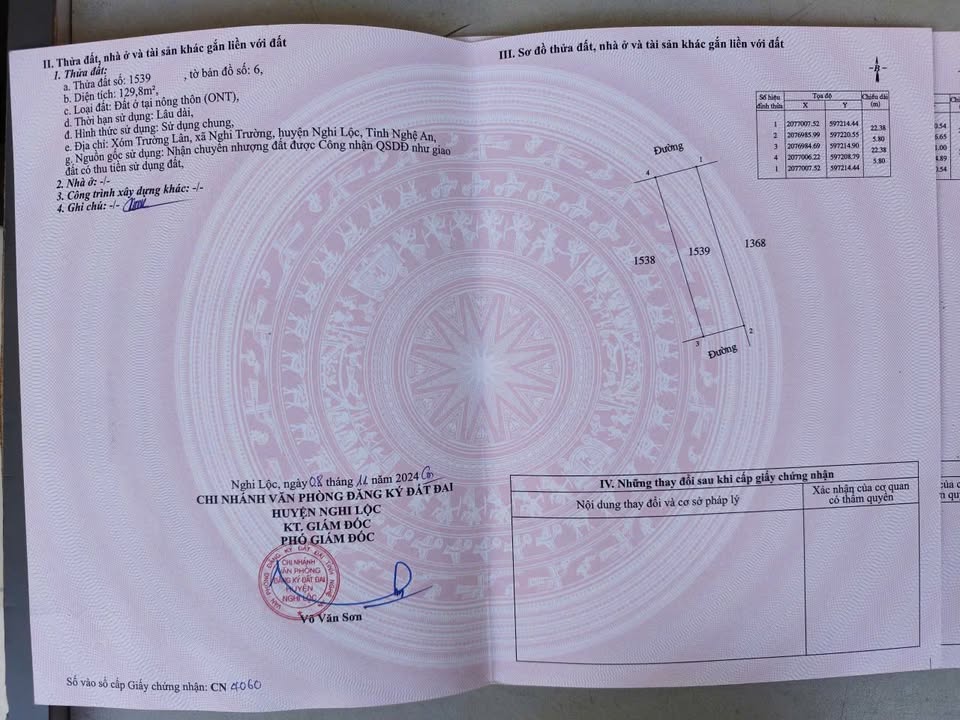 II. Thửa đất, nhà ở và tài sản khác gắn liền với đất
1. Thửa đất:
a. Thửa đất số: 1539 , tờ bản đồ số: 6,
b. Diện tích: 129,8m²,
c. Loại đất: Đất ở tại nông thôn (ONT),
d. Thời hạn sử dụng: Lâu dài,
đ. Hình thức sử dụng: Sử dụng chung,
e. Địa chỉ: Xóm Trường Lân, xã Nghi Trường, huyện Nghi Lộc, Tỉnh Nghệ An,
g. Nguồn gốc sử dụng: Nhận chuyển nhượng đất được Công nhận QSDĐ như giao
đất có thu tiền sử dụng đất,
2. Nhà ở: -/-
3. Công trình xây dựng khác: -/-
4. Ghi chú: -/-
Nghi Lộc, ngày 08 tháng 11 năm 2024
CHI NHÁNH VĂN PHÒNG ĐĂNG KÝ ĐẤT ĐAI
HUYỆN NGHI LỘC
KT. GIÁM ĐỐC
PHÓ GIÁM ĐỐC
CHI NHÁNH
VĂN PHÒNG
ĐĂNG KÝ ĐẤT ĐAI
HUYỆN
NGHI LỘC
Võ Văn Sơn
Số vào sổ cấp Giấy chứng nhận: CN 4060
III. Sơ đồ thửa đất, nhà ở và tài sản khác gắn liền với đất
B
Số hiệu đỉnh thửa Tọa độ Chiều dài (m)
X Y
1 2077007.52 597214.44
22.38
2 2076985.99 597220.55
5.80
3 2076984.69 597214.90
22.38
4 2077006.22 597208.79
5.80
1 2077007.52 597214.44
Đường
1
4
1538
1539
1368
2
3
Đường
IV. Những thay đổi sau khi cấp giấy chứng nhận
Nội dung thay đổi và cơ sở pháp lý
Xác nhận của cơ quan
có thẩm quyền